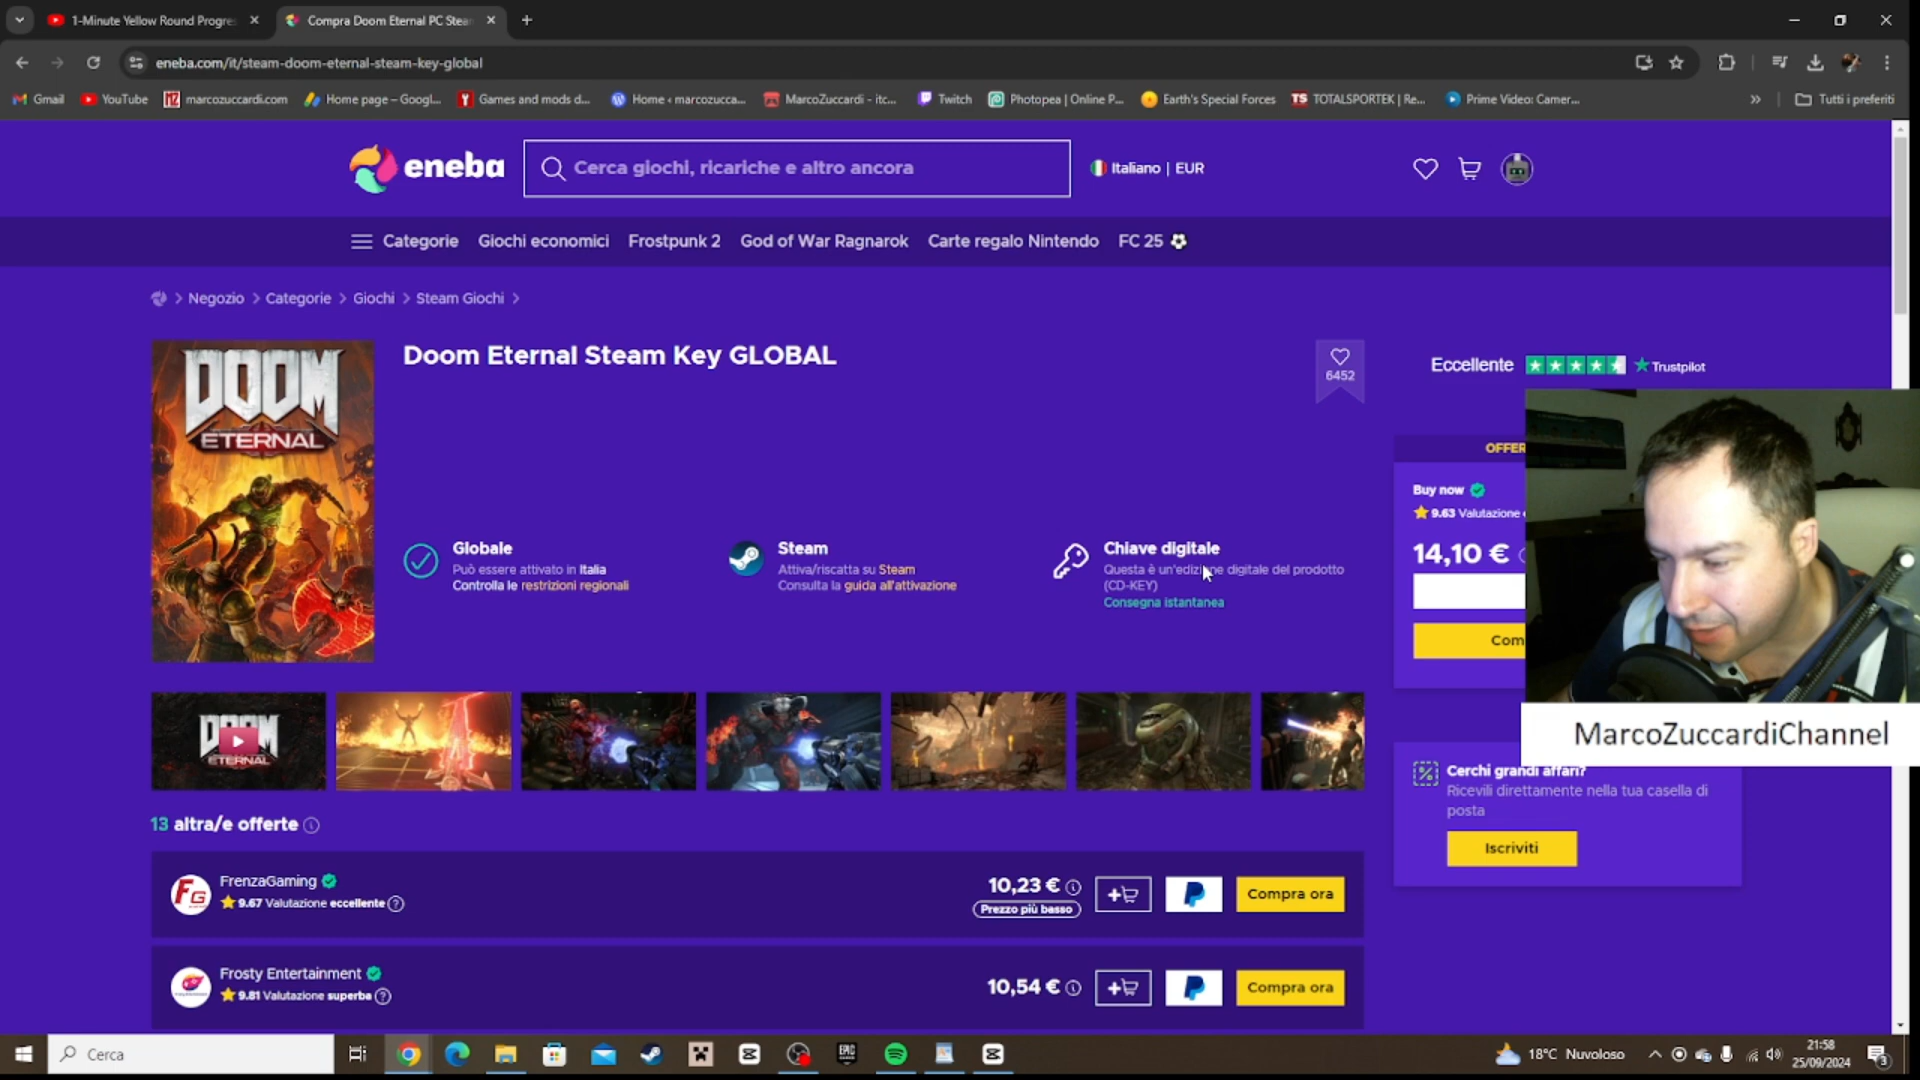 1-Minute Yellow Round Progre
Compra Doom Eternal PC Stea
eneba.com/it/steam-doom-eternal-steam-key-global
Gmail
YouTube
marcozuccardi.com
Home page – Googl...
Games and mods d...
Home ‹ marcozucca...
MarcoZuccardi - itc...
Twitch
Photopea | Online P...
Earth's Special Forces
TOTALSPORTEK | Re...
Prime Video: Camer...
Tutti i preferiti
eneba
Cerca giochi, ricariche e altro ancora
Italiano | EUR
Categorie
Giochi economici
Frostpunk 2
God of War Ragnarok
Carte regalo Nintendo
FC 25
Negozio > Categorie > Giochi > Steam Giochi >
DOOM
ETERNAL
Doom Eternal Steam Key GLOBAL
6452
Eccellente
Trustpilot
Globale
Può essere attivato in Italia
Controlla le restrizioni regionali
Steam
Attiva/riscatta su Steam
Consulta la guida all'attivazione
Chiave digitale
Questa è un'edizione digitale del prodotto
(CD-KEY)
Consegna istantanea
OFFER
Buy now
9.63 Valutazione
14,10 €
Com
MarcoZuccardiChannel
DOOM
ETERNAL
Cerchi grandi affari?
Ricevili direttamente nella tua casella di
posta
Iscriviti
13 altra/e offerte
FG
FrenzaGaming
9.67 Valutazione eccellente
10,23 €
Prezzo più basso
Compra ora
Frosty Entertainment
9.81 Valutazione superba
10,54 €
Compra ora
Cerca
EPIC
18°C Nuvoloso
21:58
25/09/2024
3